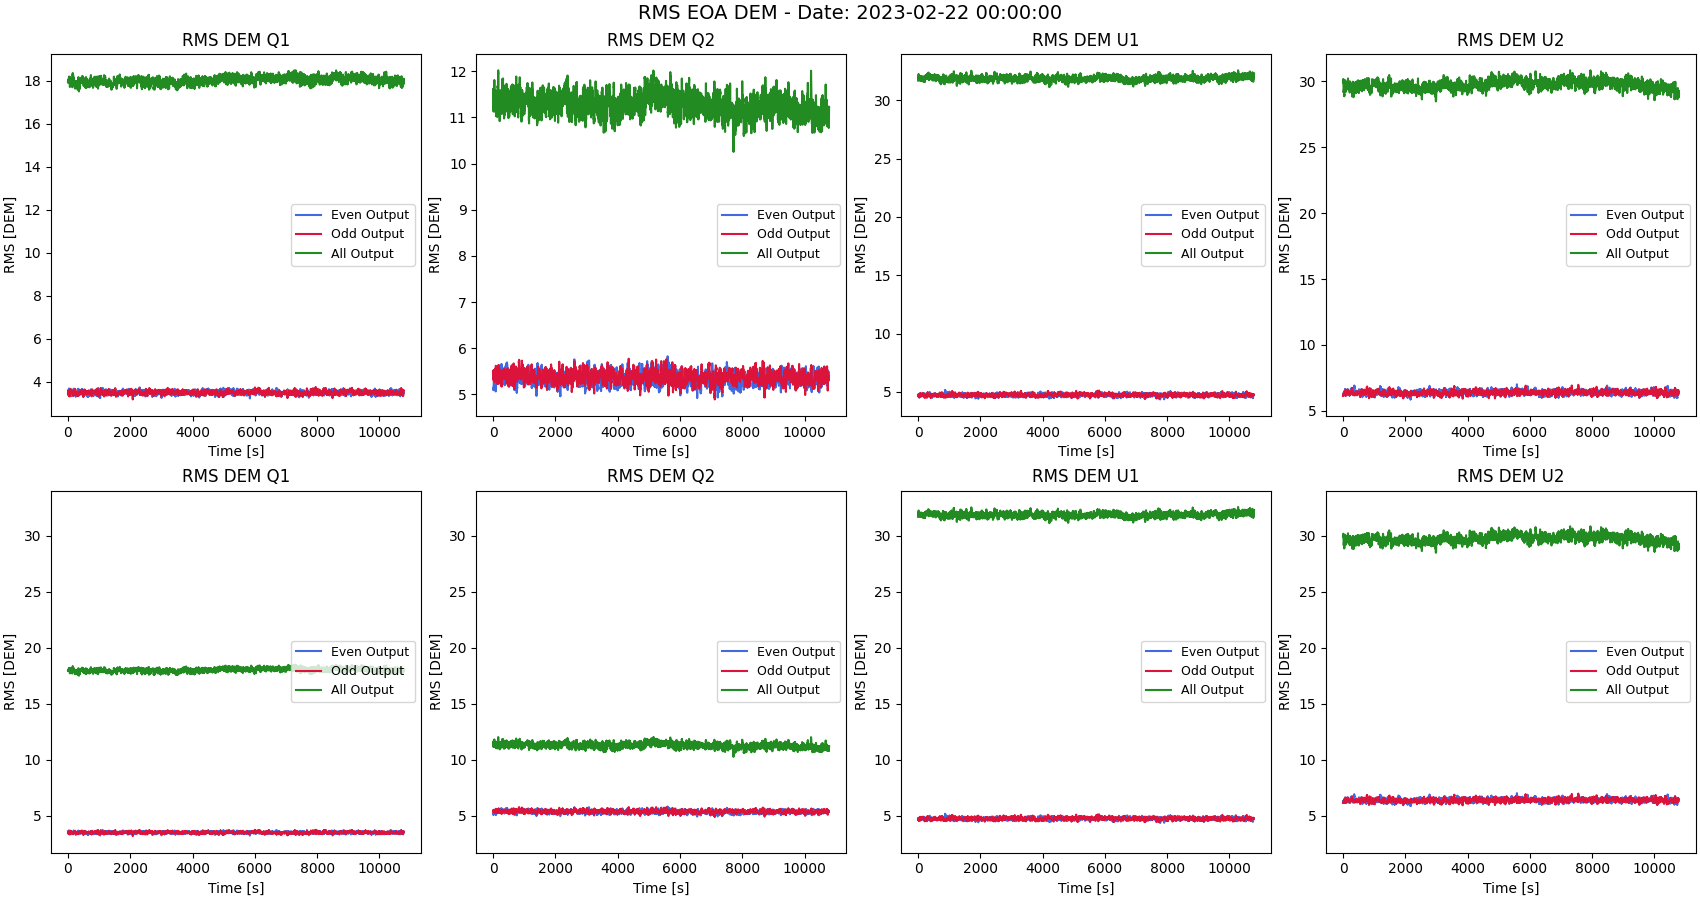 RMS EOA DEM - Date: 2023-02-22 00:00:00
RMS DEM Q1
RMS [DEM]
18
16
14
12
10
8
6
4
0 2000 4000 6000 8000 10000
Time [s]
Even Output
Odd Output
All Output
RMS DEM Q2
RMS [DEM]
12
11
10
9
8
7
6
5
0 2000 4000 6000 8000 10000
Time [s]
Even Output
Odd Output
All Output
RMS DEM U1
RMS [DEM]
30
25
20
15
10
5
0 2000 4000 6000 8000 10000
Time [s]
Even Output
Odd Output
All Output
RMS DEM U2
RMS [DEM]
30
25
20
15
10
5
0 2000 4000 6000 8000 10000
Time [s]
Even Output
Odd Output
All Output
RMS DEM Q1
RMS [DEM]
30
25
20
15
10
5
0 2000 4000 6000 8000 10000
Time [s]
Even Output
Odd Output
All Output
RMS DEM Q2
RMS [DEM]
30
25
20
15
10
5
0 2000 4000 6000 8000 10000
Time [s]
Even Output
Odd Output
All Output
RMS DEM U1
RMS [DEM]
30
25
20
15
10
5
0 2000 4000 6000 8000 10000
Time [s]
Even Output
Odd Output
All Output
RMS DEM U2
RMS [DEM]
30
25
20
15
10
5
0 2000 4000 6000 8000 10000
Time [s]
Even Output
Odd Output
All Output